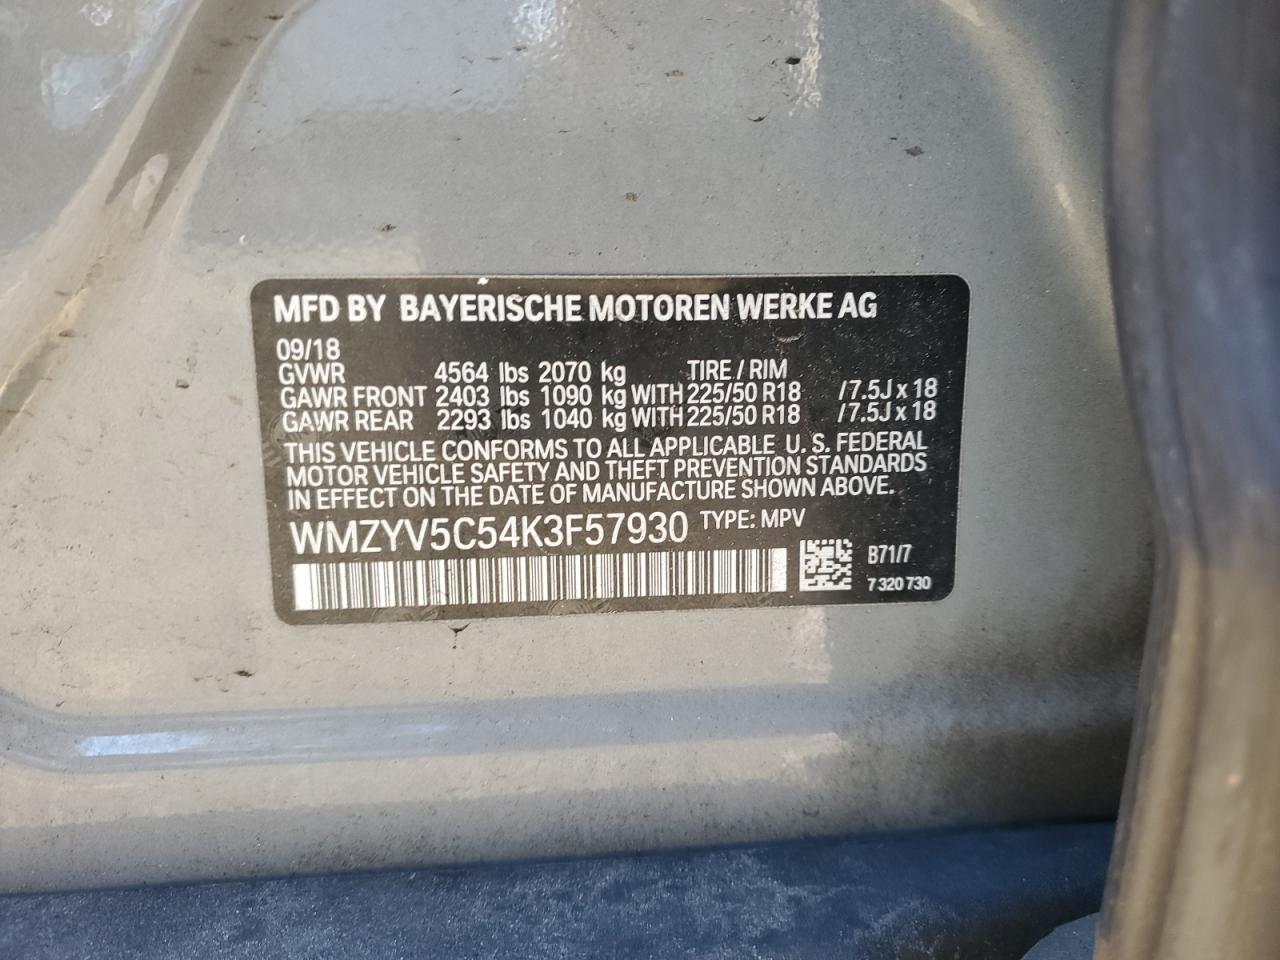 MFD BY BAYERISCHE MOTOREN WERKE AG
09/18
GVWR 4564 lbs 2070 kg TIRE / RIM
GAWR FRONT 2403 lbs 1090 kg WITH 225/50 R18 /7.5J x 18
GAWR REAR 2293 lbs 1040 kg WITH 225/50 R18 /7.5J x 18
THIS VEHICLE CONFORMS TO ALL APPLICABLE U. S. FEDERAL
MOTOR VEHICLE SAFETY AND THEFT PREVENTION STANDARDS
IN EFFECT ON THE DATE OF MANUFACTURE SHOWN ABOVE.
WMZYV5C54K3F57930 TYPE: MPV
B71/7
7 320 730